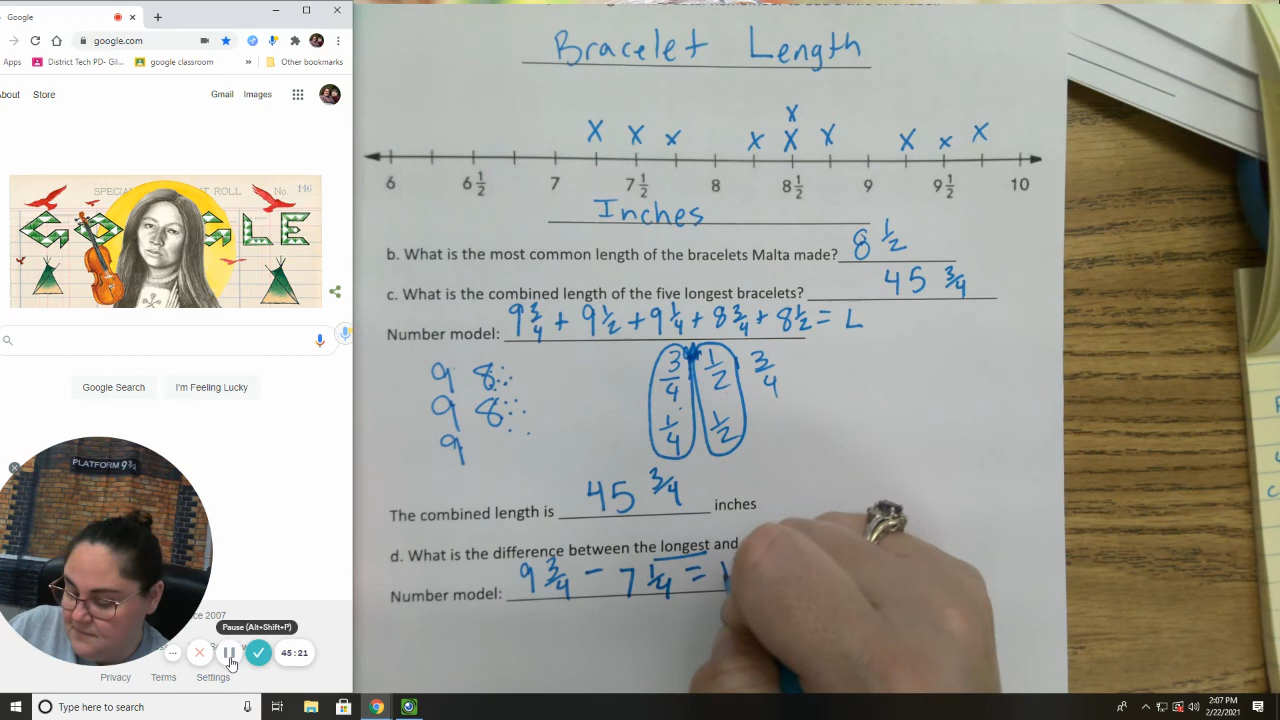 Google
google.com
Apps
District Tech PD- Gil...
google classroom
»
Other bookmarks
About
Store
Gmail
Images
No. 146
GOOGLE
Google Search
I'm Feeling Lucky
PLATFORM 9¾
since 2007
Pause (Alt+Shift+P)
45:21
Privacy
Terms
Settings
Bracelet Length
X
X X X X X X X X X
6 6 1/2 7 7 1/2 8 8 1/2 9 9 1/2 10
Inches
b. What is the most common length of the bracelets Malta made? 8 1/2
c. What is the combined length of the five longest bracelets? 45 3/4
Number model: 9 3/4 + 9 1/2 + 9 1/4 + 8 3/4 + 8 1/2 = L
9 8 3/4 1/2 3/4
9 8 1/4 1/2
9
The combined length is 45 3/4 inches
d. What is the difference between the longest and
Number model: 9 3/4 - 7 1/4 =
Type here to search
2:07 PM
2/22/2021